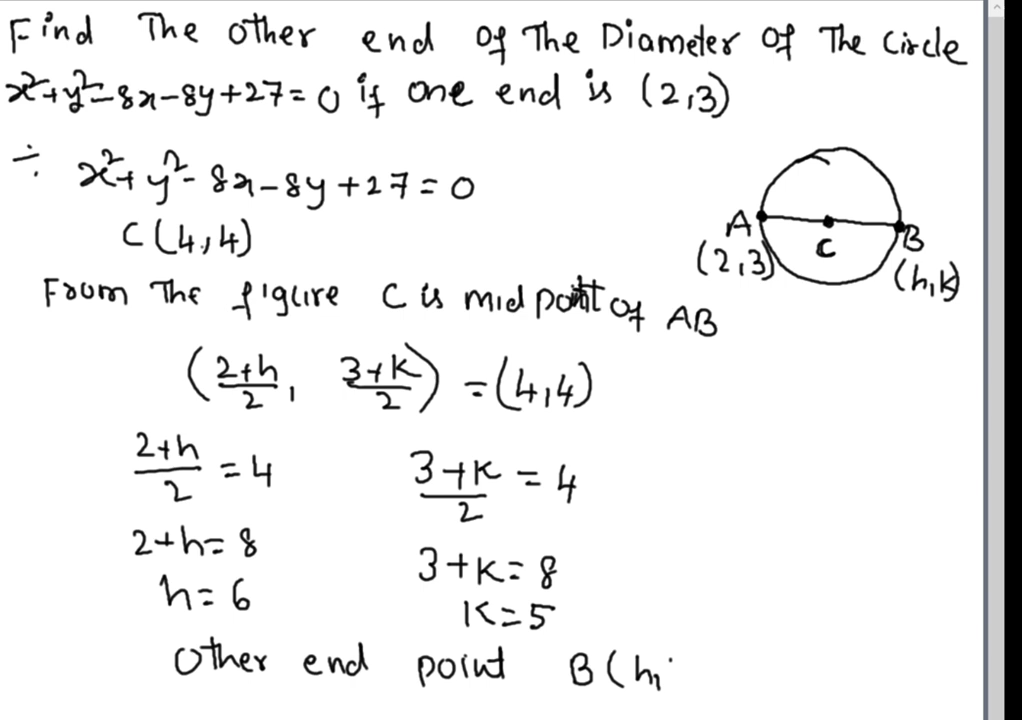 Find The other end of The Diameter of The Circle
x²+y²-8x-8y+27=0 if one end is (2,3)
÷ x²+y²-8x-8y+27=0
C(4,4)
A
C
B
(2,3)
(h,k)
From The figure C is mid point of AB
(2+h/2, 3+k/2) = (4,4)
2+h/2 = 4
3+k/2 = 4
2+h=8
3+k=8
h=6
k=5
Other end point B(h,